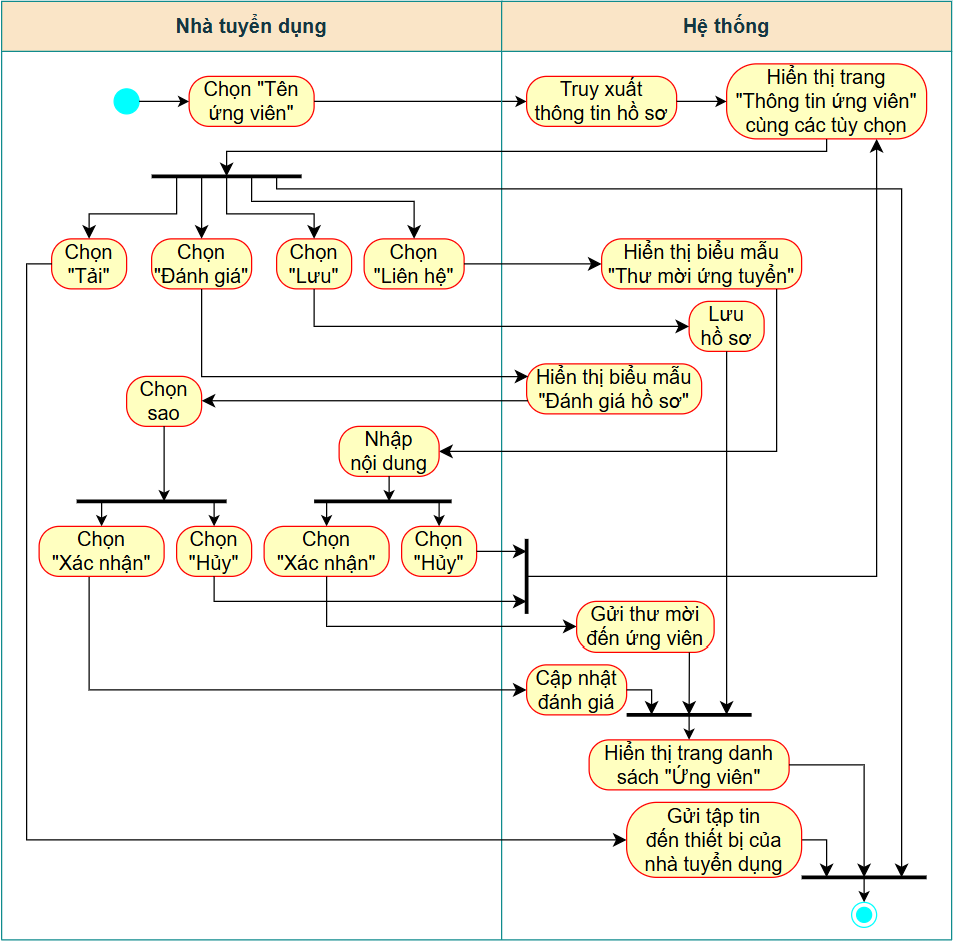 Nhà tuyển dụng
Hệ thống
Chọn "Tên
ứng viên"
Truy xuất
thông tin hồ sơ
Hiển thị trang
"Thông tin ứng viên"
cùng các tùy chọn
Chọn
"Tải"
Chọn
"Đánh giá"
Chọn
"Lưu"
Chọn
"Liên hệ"
Hiển thị biểu mẫu
"Thư mời ứng tuyển"
Lưu
hồ sơ
Hiển thị biểu mẫu
"Đánh giá hồ sơ"
Chọn
sao
Nhập
nội dung
Chọn
"Xác nhận"
Chọn
"Hủy"
Chọn
"Xác nhận"
Chọn
"Hủy"
Gửi thư mời
đến ứng viên
Cập nhật
đánh giá
Hiển thị trang danh
sách "Ứng viên"
Gửi tập tin
đến thiết bị của
nhà tuyển dụng